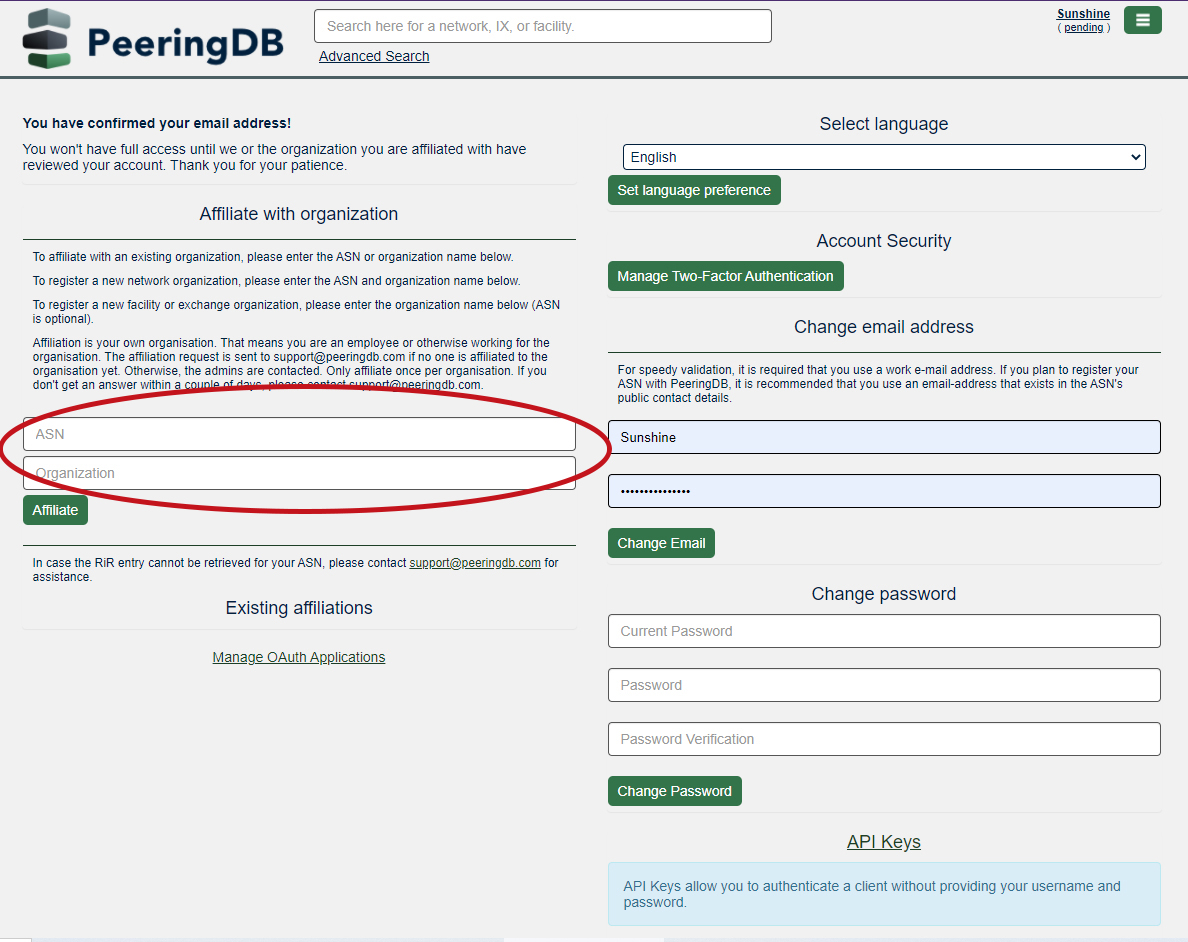 PeeringDB
Search here for a network, IX, or facility.
Advanced Search
Sunshine
( pending )
You have confirmed your email address!
You won't have full access until we or the organization you are affiliated with have
reviewed your account. Thank you for your patience.
Affiliate with organization
To affiliate with an existing organization, please enter the ASN or organization name below.
To register a new network organization, please enter the ASN and organization name below.
To register a new facility or exchange organization, please enter the organization name below (ASN
is optional).
Affiliation is your own organisation. That means you are an employee or otherwise working for the
organisation. The affiliation request is sent to support@peeringdb.com if no one is affiliated to the
organisation yet. Otherwise, the admins are contacted. Only affiliate once per organisation. If you
don't get an answer within a couple of days, please contact support@peeringdb.com.
ASN
Organization
Affiliate
In case the RiR entry cannot be retrieved for your ASN, please contact support@peeringdb.com for
assistance.
Existing affiliations
Manage OAuth Applications
Select language
English
Set language preference
Account Security
Manage Two-Factor Authentication
Change email address
For speedy validation, it is required that you use a work e-mail address. If you plan to register your
ASN with PeeringDB, it is recommended that you use an email-address that exists in the ASN's
public contact details.
Sunshine
•••••••••••••••
Change Email
Change password
Current Password
Password
Password Verification
Change Password
API Keys
API Keys allow you to authenticate a client without providing your username and
password.